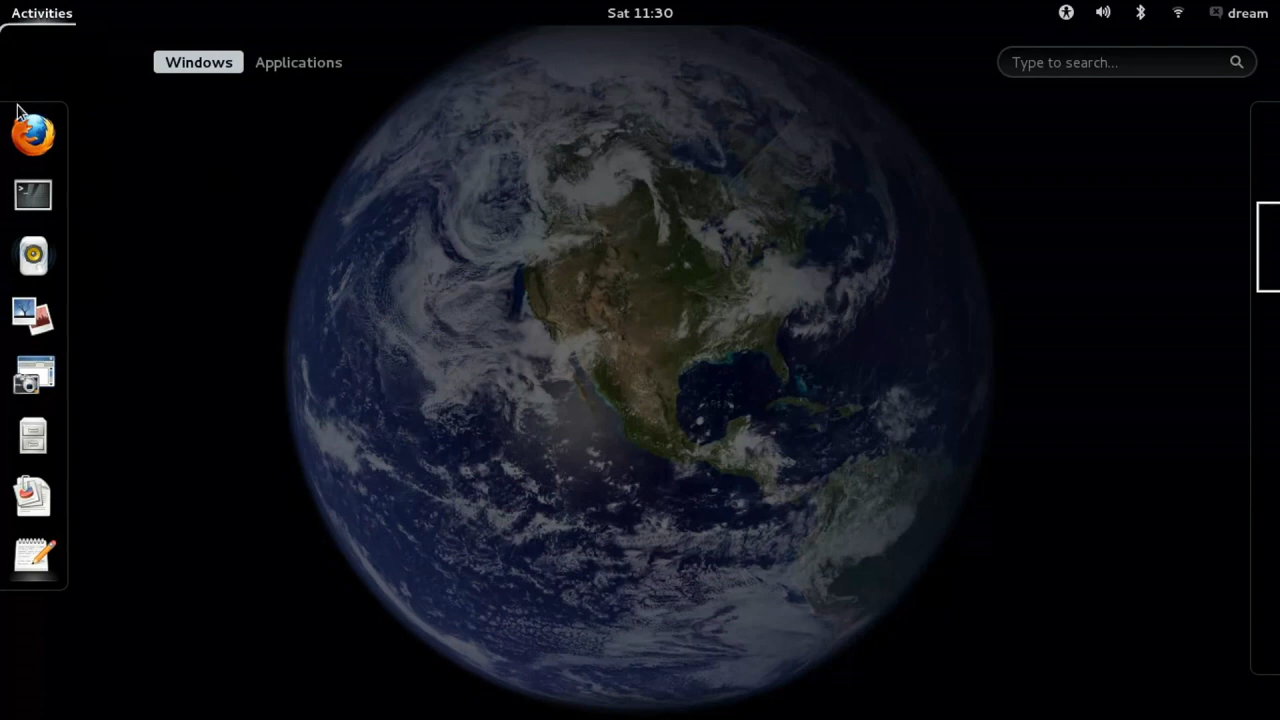 Activities
Sat 11:30
dream
Windows
Applications
Type to search...